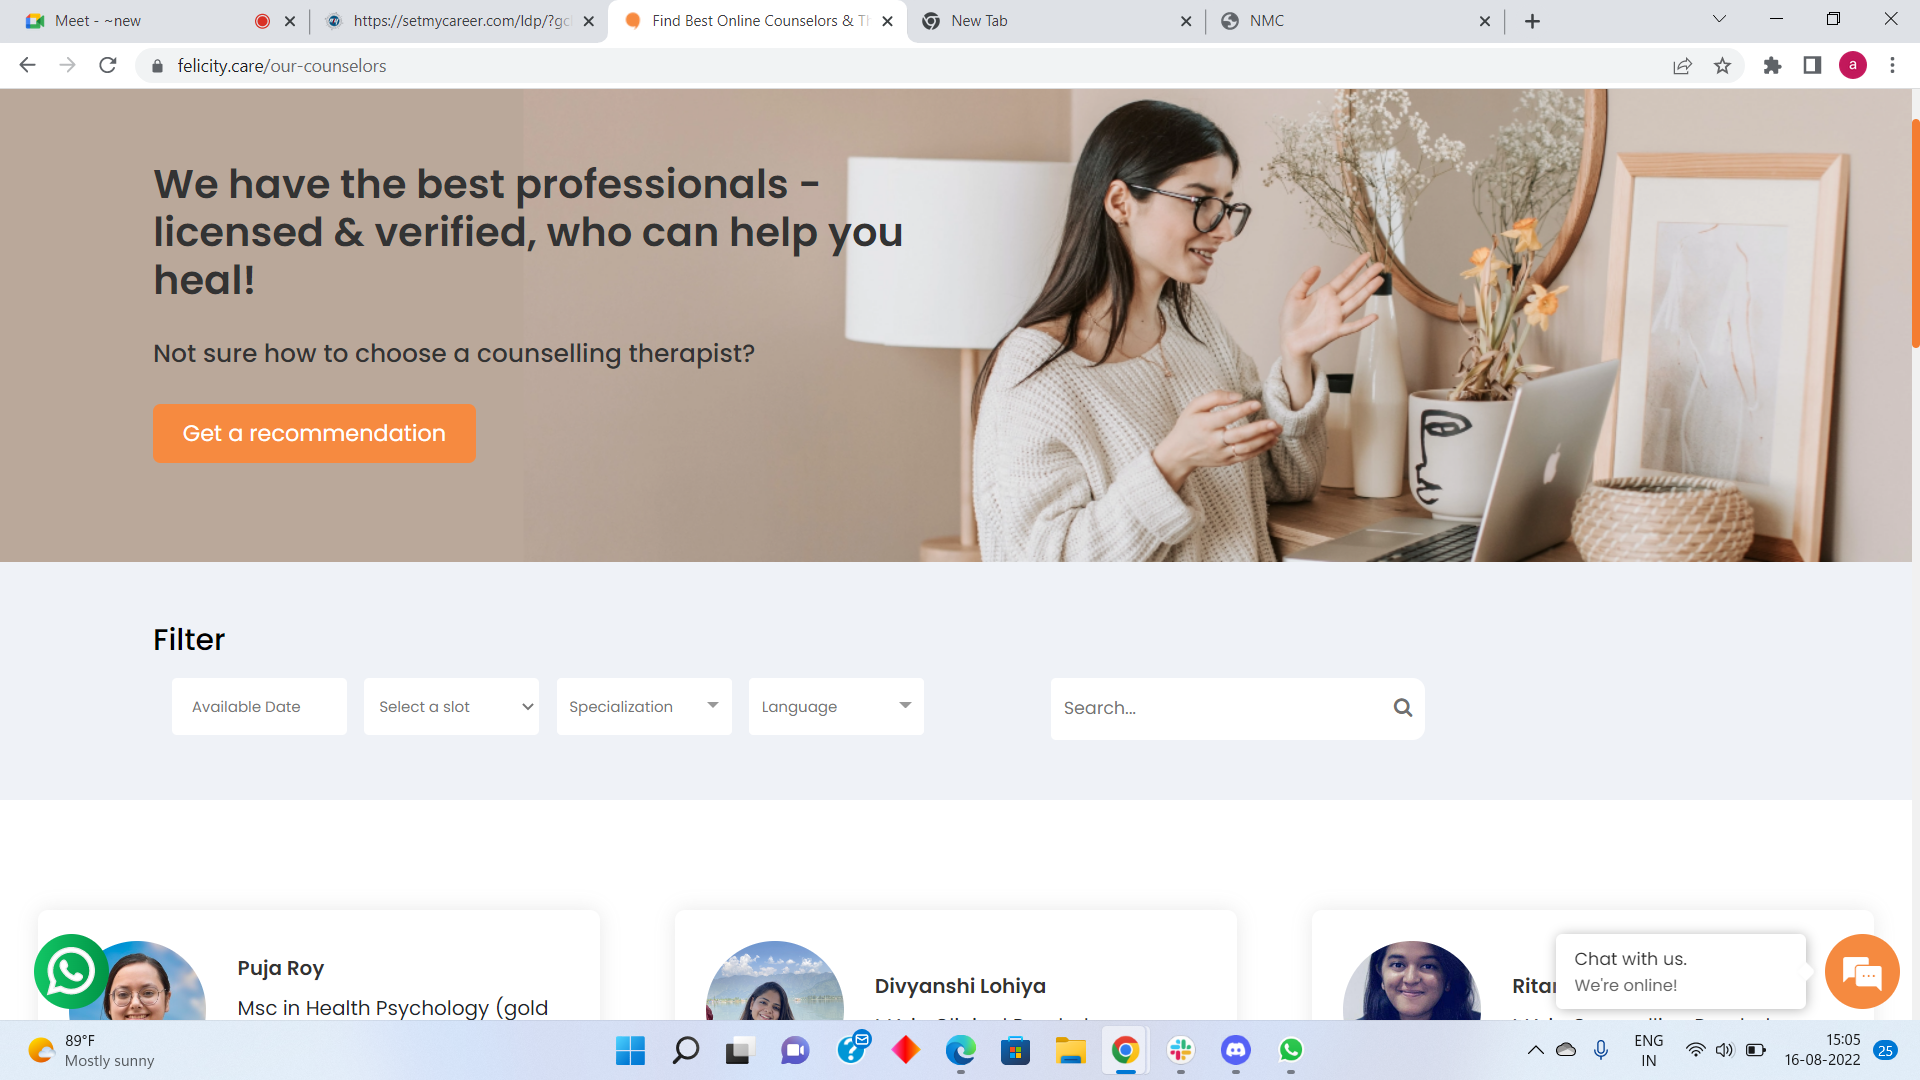 Meet - ~new
https://setmycareer.com/ldp/?gcl
Find Best Online Counselors & Th
New Tab
NMC
felicity.care/our-counselors
a
We have the best professionals -
licensed & verified, who can help you
heal!
Not sure how to choose a counselling therapist?
Get a recommendation
Filter
Available Date
Select a slot
Specialization
Language
Search...
Puja Roy
Msc in Health Psychology (gold
Divyanshi Lohiya
Chat with us.
We're online!
89°F
Mostly sunny
ENG
IN
15:05
16-08-2022
25